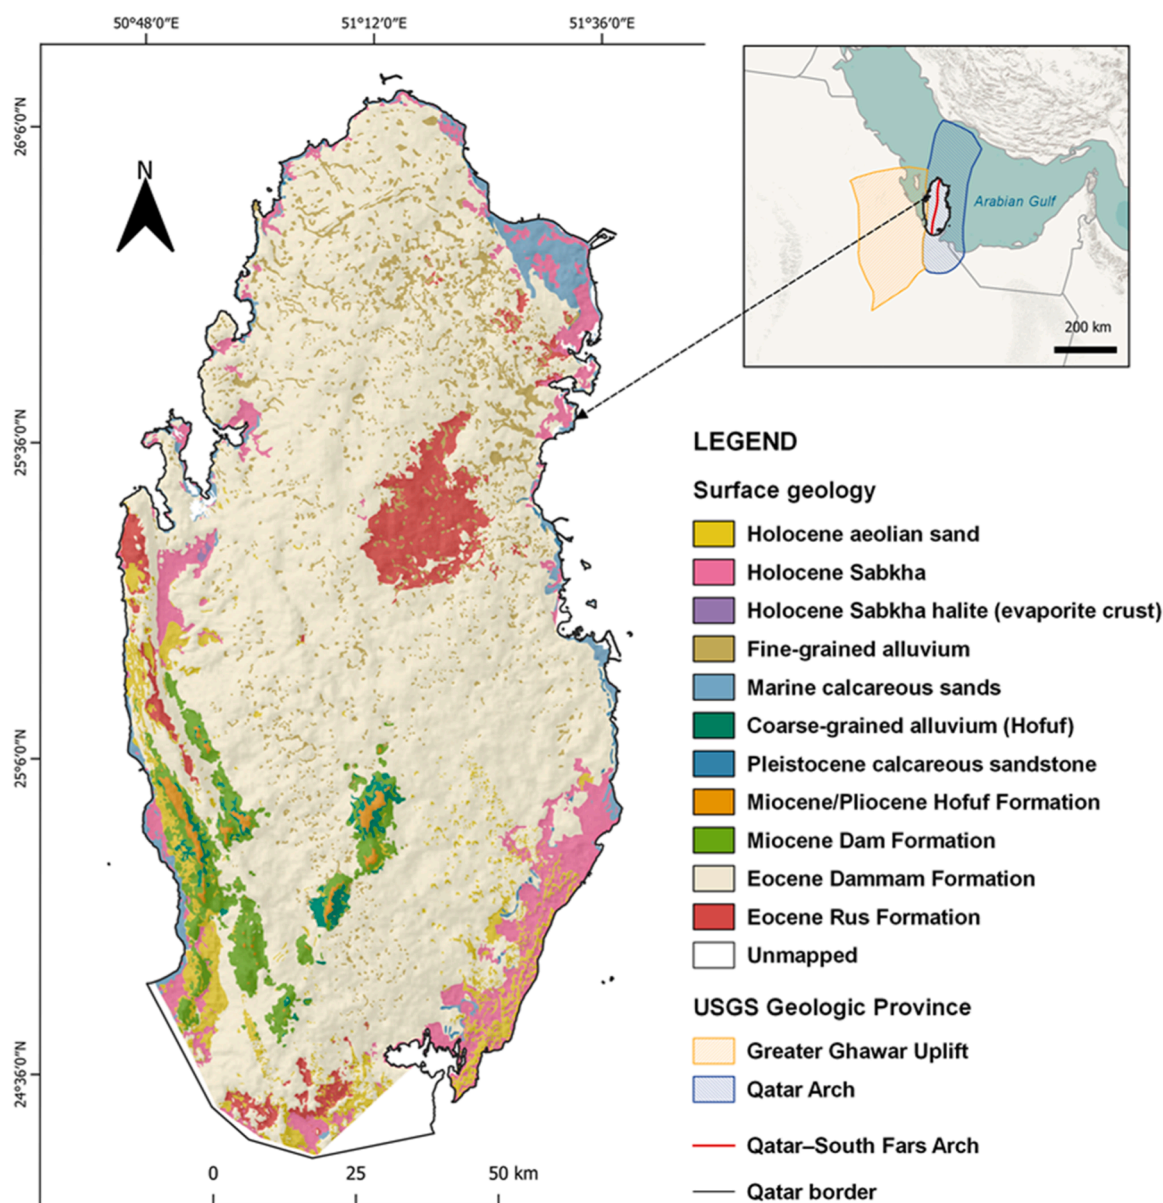 50°48′0″E
51°12′0″E
51°36′0″E
26°6′0″N
25°36′0″N
25°6′0″N
24°36′0″N
N
Arabian Gulf
200 km
LEGEND
Surface geology
Holocene aeolian sand
Holocene Sabkha
Holocene Sabkha halite (evaporite crust)
Fine-grained alluvium
Marine calcareous sands
Coarse-grained alluvium (Hofuf)
Pleistocene calcareous sandstone
Miocene/Pliocene Hofuf Formation
Miocene Dam Formation
Eocene Dammam Formation
Eocene Rus Formation
Unmapped
USGS Geologic Province
Greater Ghawar Uplift
Qatar Arch
Qatar–South Fars Arch
Qatar border
0 25 50 km